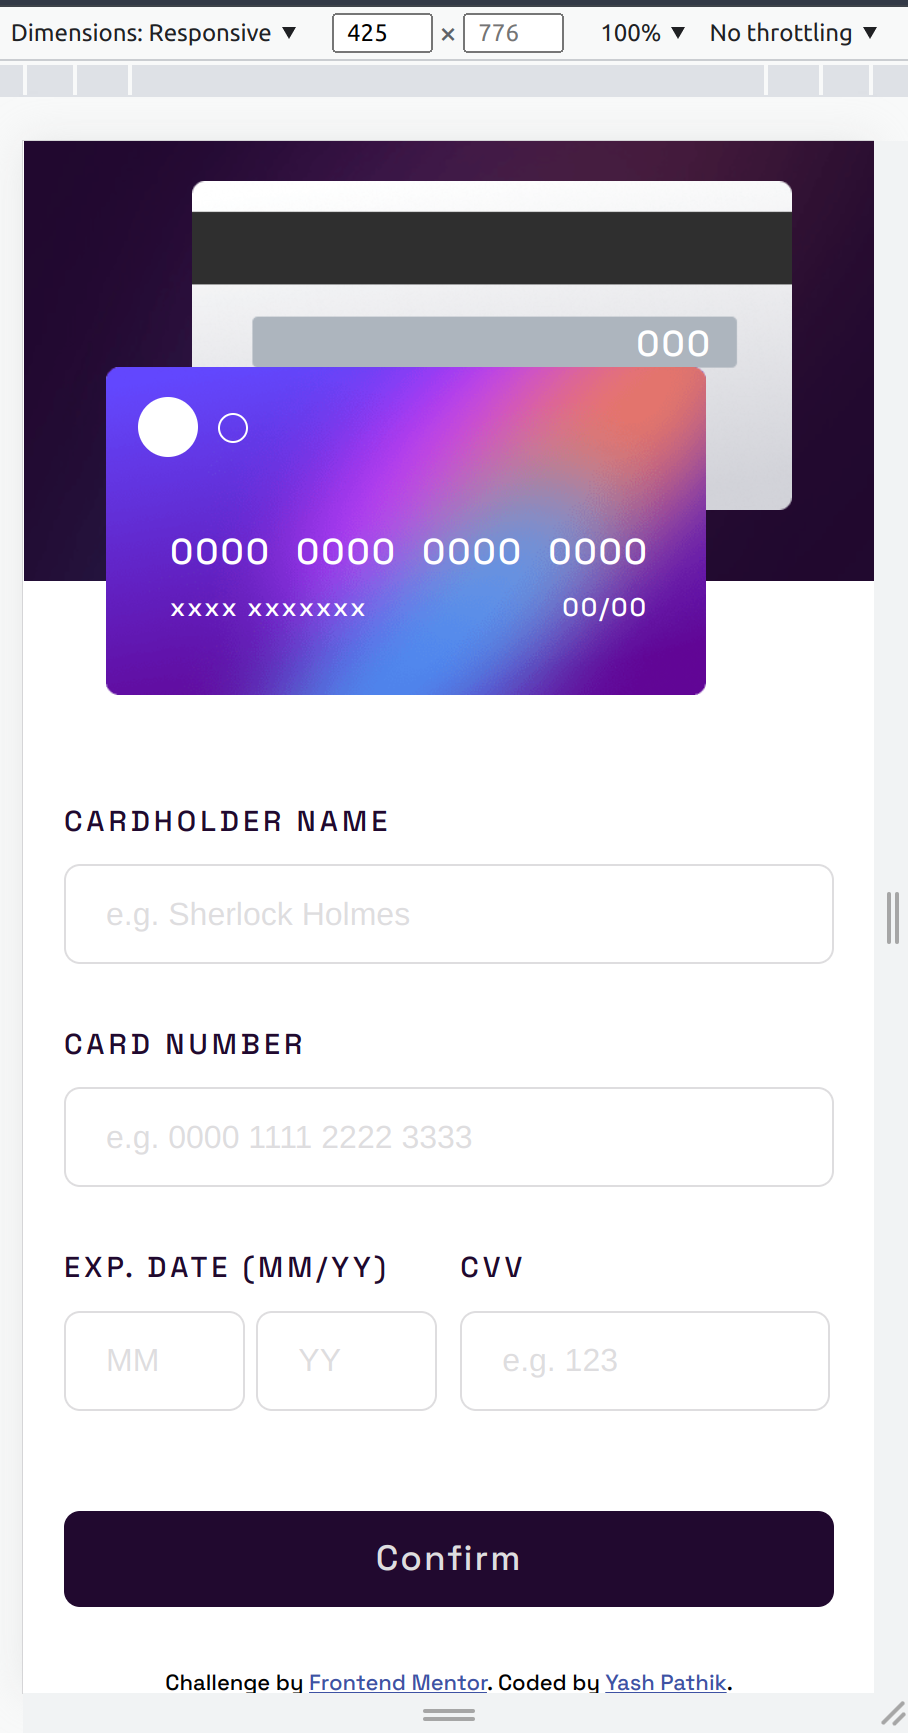 Dimensions: Responsive ▼ 425 × 776 100% ▼ No throttling ▼
000
0000 0000 0000 0000
xxxx xxxxxxx 00/00
CARDHOLDER NAME
e.g. Sherlock Holmes
CARD NUMBER
e.g. 0000 1111 2222 3333
EXP. DATE (MM/YY) CVV
MM YY e.g. 123
Confirm
Challenge by Frontend Mentor. Coded by Yash Pathik.